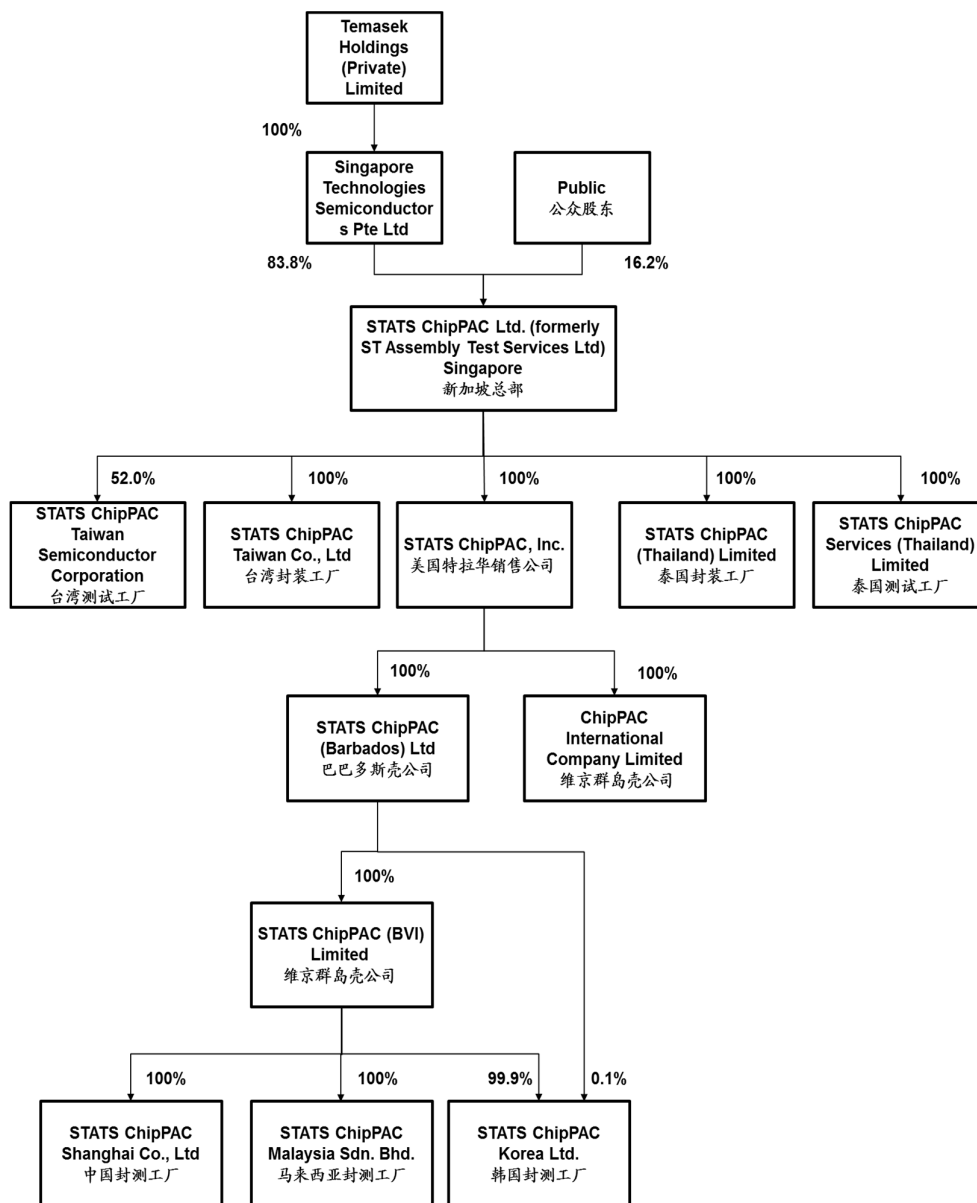 Temasek
Holdings
(Private)
Limited
100%
Singapore
Technologies
Semiconductor
s Pte Ltd
Public
公众股东
83.8%
16.2%
STATS ChipPAC Ltd. (formerly
ST Assembly Test Services Ltd)
Singapore
新加坡总部
52.0%
100%
100%
100%
100%
STATS ChipPAC
Taiwan
Semiconductor
Corporation
台湾测试工厂
STATS ChipPAC
Taiwan Co., Ltd
台湾封装工厂
STATS ChipPAC, Inc.
美国特拉华销售公司
STATS ChipPAC
(Thailand) Limited
泰国封装工厂
STATS ChipPAC
Services (Thailand)
Limited
泰国测试工厂
100%
100%
STATS ChipPAC
(Barbados) Ltd
巴巴多斯壳公司
ChipPAC
International
Company Limited
维京群岛壳公司
100%
STATS ChipPAC (BVI)
Limited
维京群岛壳公司
100%
100%
99.9%
0.1%
STATS ChipPAC
Shanghai Co., Ltd
中国封测工厂
STATS ChipPAC
Malaysia Sdn. Bhd.
马来西亚封测工厂
STATS ChipPAC
Korea Ltd.
韩国封测工厂